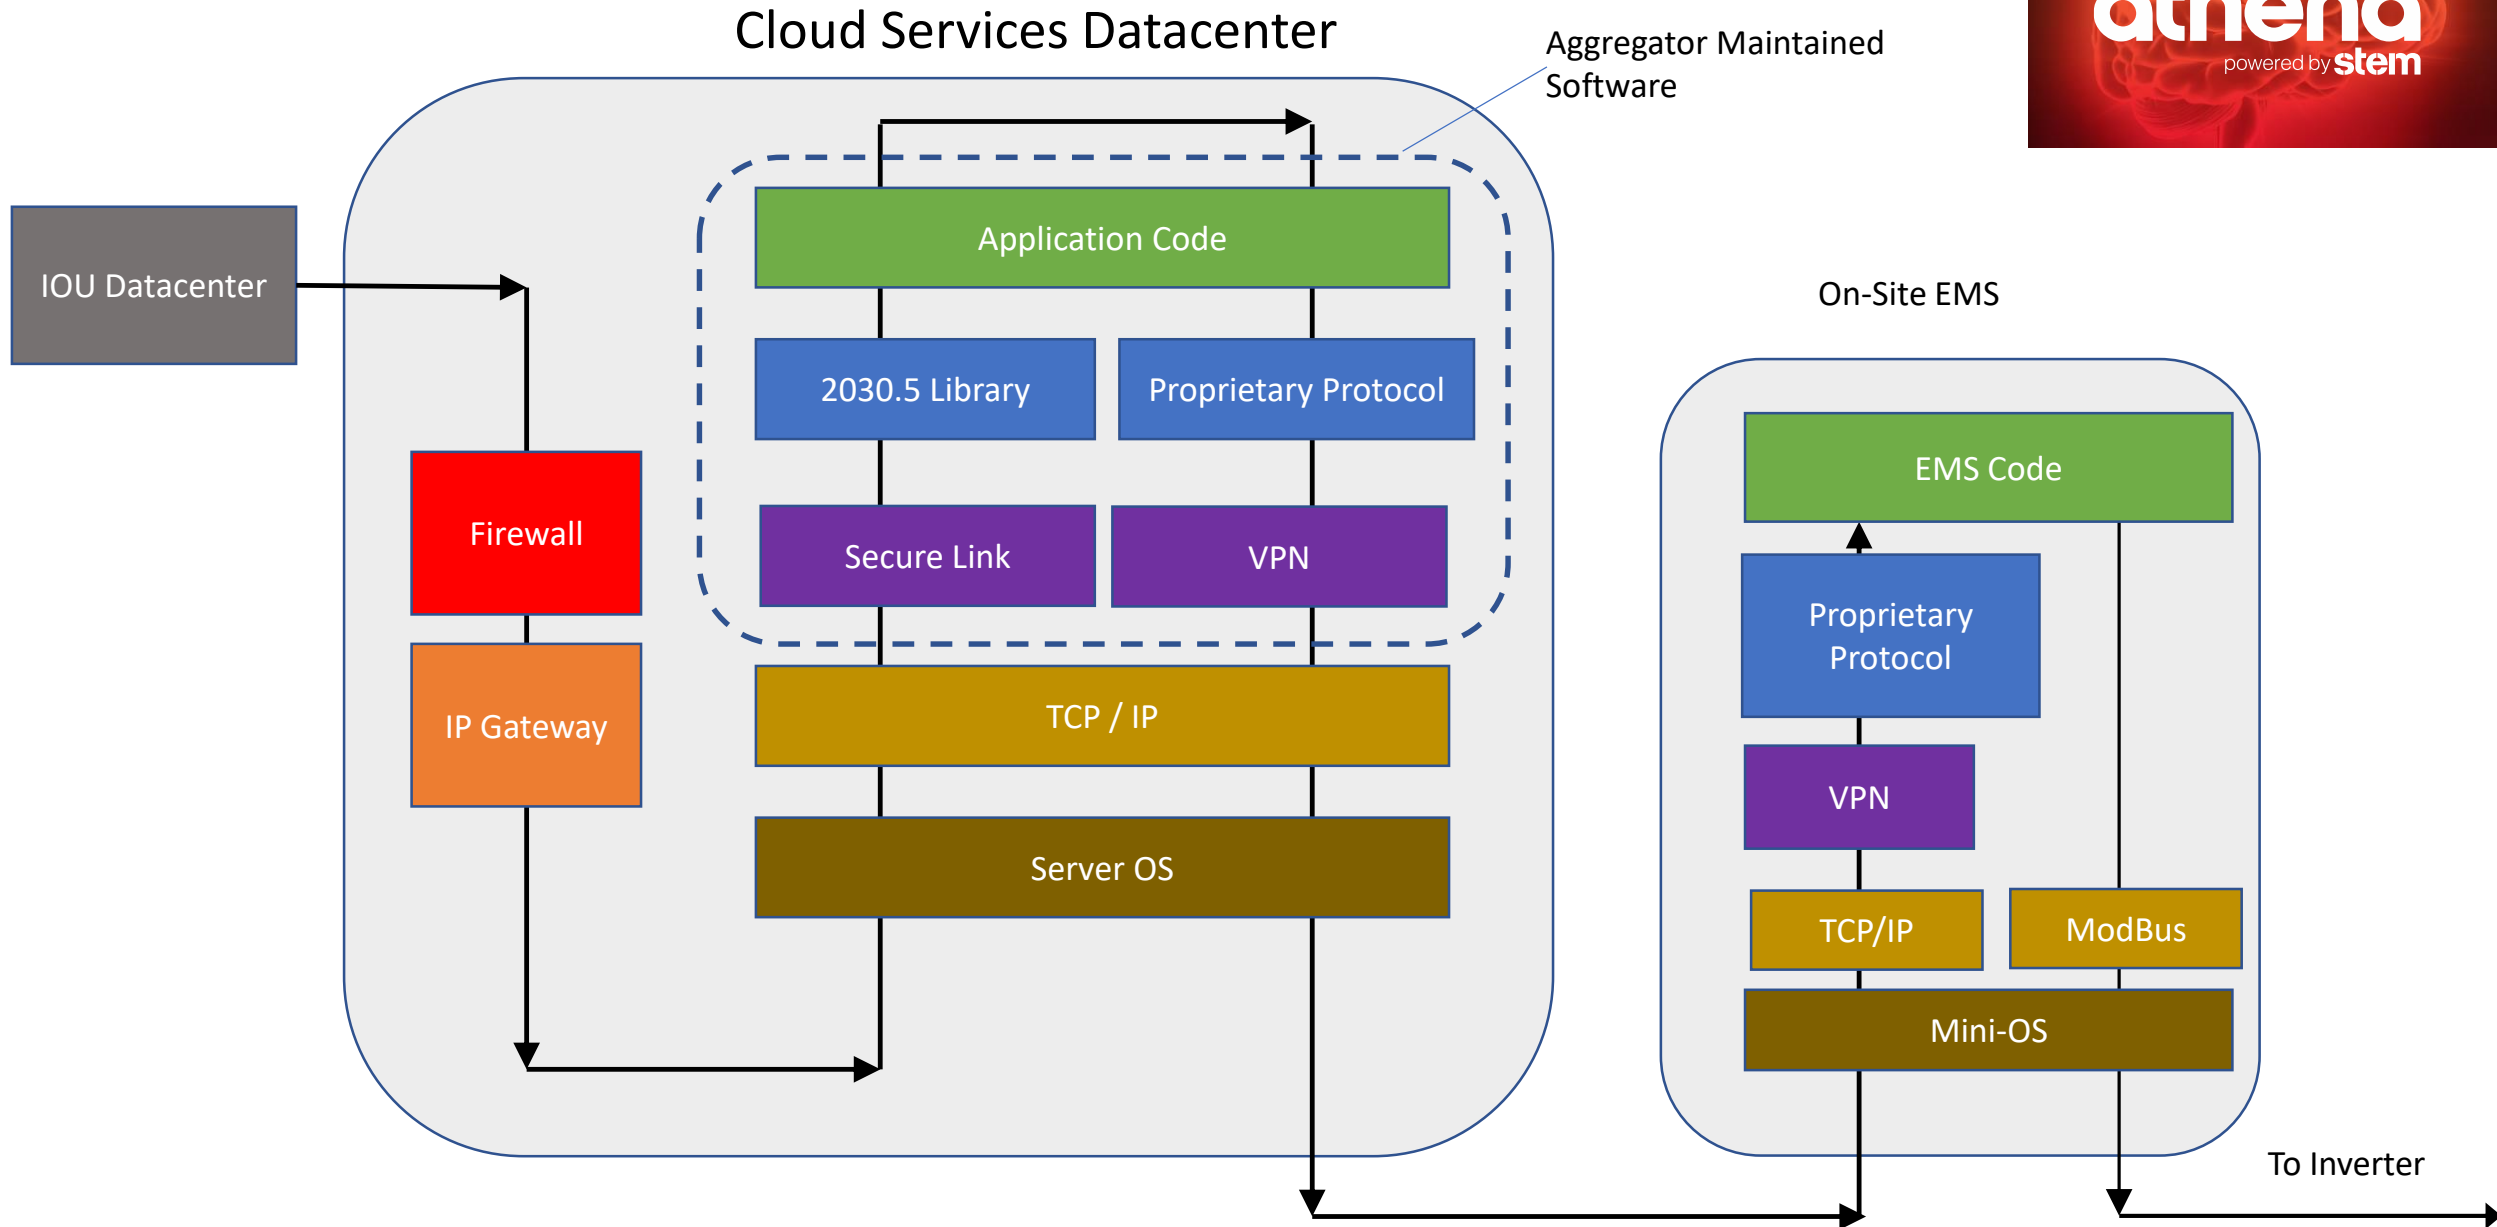 Cloud Services Datacenter
Aggregator Maintained
Software
athena
powered by stem
IOU Datacenter
Application Code
On-Site EMS
2030.5 Library
Proprietary Protocol
EMS Code
Firewall
Secure Link
VPN
Proprietary
Protocol
IP Gateway
TCP / IP
VPN
Server OS
TCP/IP
ModBus
Mini-OS
To Inverter